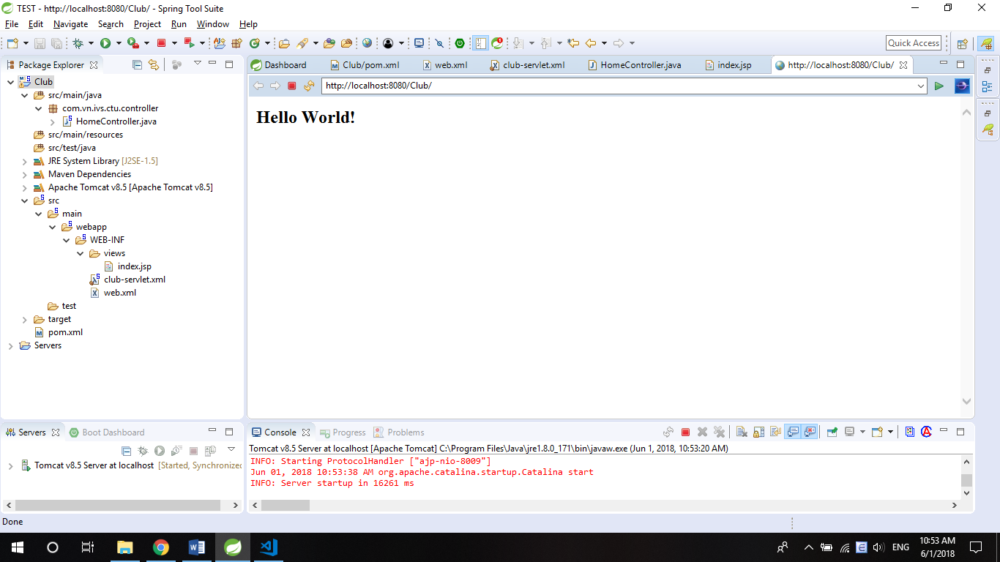 TEST - http://localhost:8080/Club/ - Spring Tool Suite
File Edit Navigate Search Project Run Window Help
Quick Access
Package Explorer
Dashboard Club/pom.xml web.xml club-servlet.xml HomeController.java index.jsp http://localhost:8080/Club/
http://localhost:8080/Club/
Hello World!
Club
src/main/java
com.vn.ivs.ctu.controller
HomeController.java
src/main/resources
src/test/java
JRE System Library [J2SE-1.5]
Maven Dependencies
Apache Tomcat v8.5 [Apache Tomcat v8.5]
src
main
webapp
WEB-INF
views
index.jsp
club-servlet.xml
web.xml
test
target
pom.xml
Servers
Servers Boot Dashboard
Tomcat v8.5 Server at localhost [Started, Synchronized
Console Progress Problems
Tomcat v8.5 Server at localhost [Apache Tomcat] C:\Program Files\Java\jre1.8.0_171\bin\javaw.exe (Jun 1, 2018, 10:53:20 AM)
INFO: Starting ProtocolHandler ["ajp-nio-8009"]
Jun 01, 2018 10:53:38 AM org.apache.catalina.startup.Catalina start
INFO: Server startup in 16261 ms
Done
ENG
10:53 AM
6/1/2018